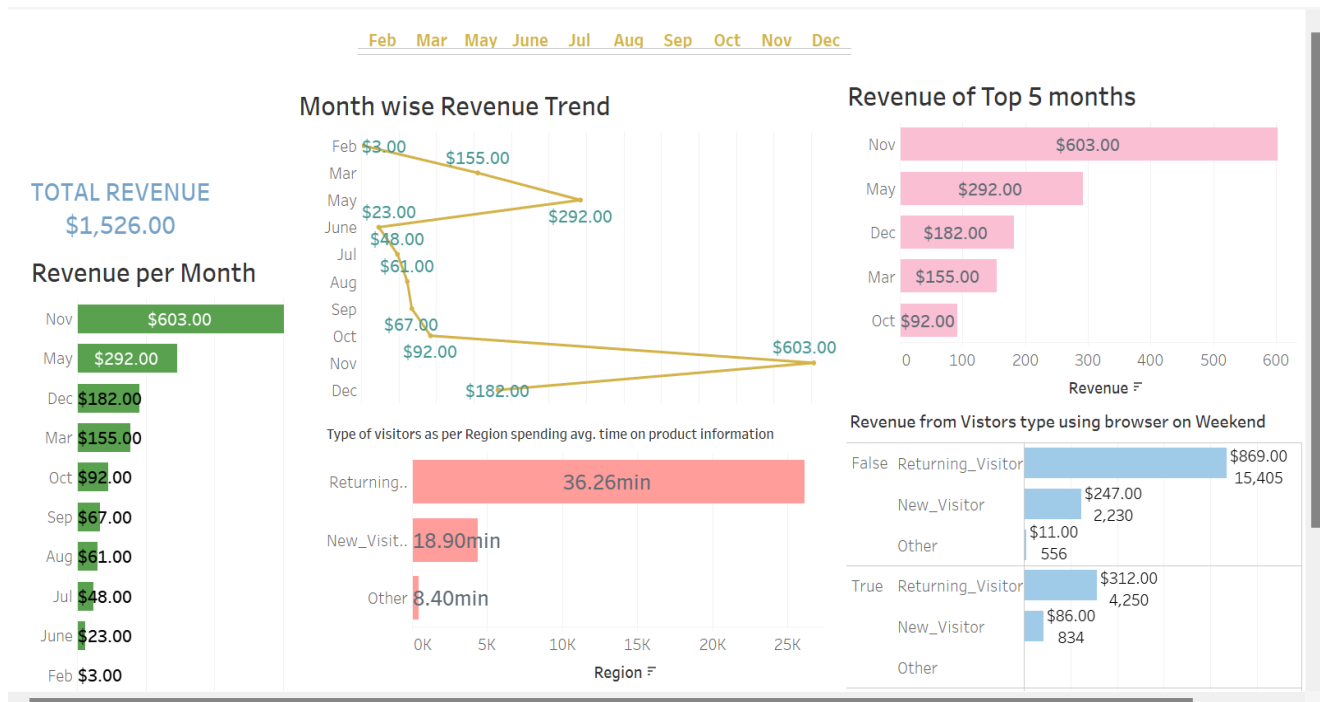 Feb Mar May June Jul Aug Sep Oct Nov Dec
TOTAL REVENUE
$1,526.00
Revenue per Month
Nov $603.00
May $292.00
Dec $182.00
Mar $155.00
Oct $92.00
Sep $67.00
Aug $61.00
Jul $48.00
June $23.00
Feb $3.00
Month wise Revenue Trend
Feb $3.00
$155.00
Mar
May
$23.00 $292.00
June
$48.00
Jul
$61.00
Aug
Sep
$67.00
Oct
$92.00
$603.00
Nov
Dec $182.00
Type of visitors as per Region spending avg. time on product information
Returning.. 36.26min
New_Visit.. 18.90min
Other 8.40min
0K 5K 10K 15K 20K 25K
Region
Revenue of Top 5 months
Nov $603.00
May $292.00
Dec $182.00
Mar $155.00
Oct $92.00
0 100 200 300 400 500 600
Revenue
Revenue from Vistors type using browser on Weekend
False Returning_Visitor $869.00
15,405
New_Visitor $247.00
2,230
Other $11.00
556
True Returning_Visitor $312.00
4,250
New_Visitor $86.00
834
Other